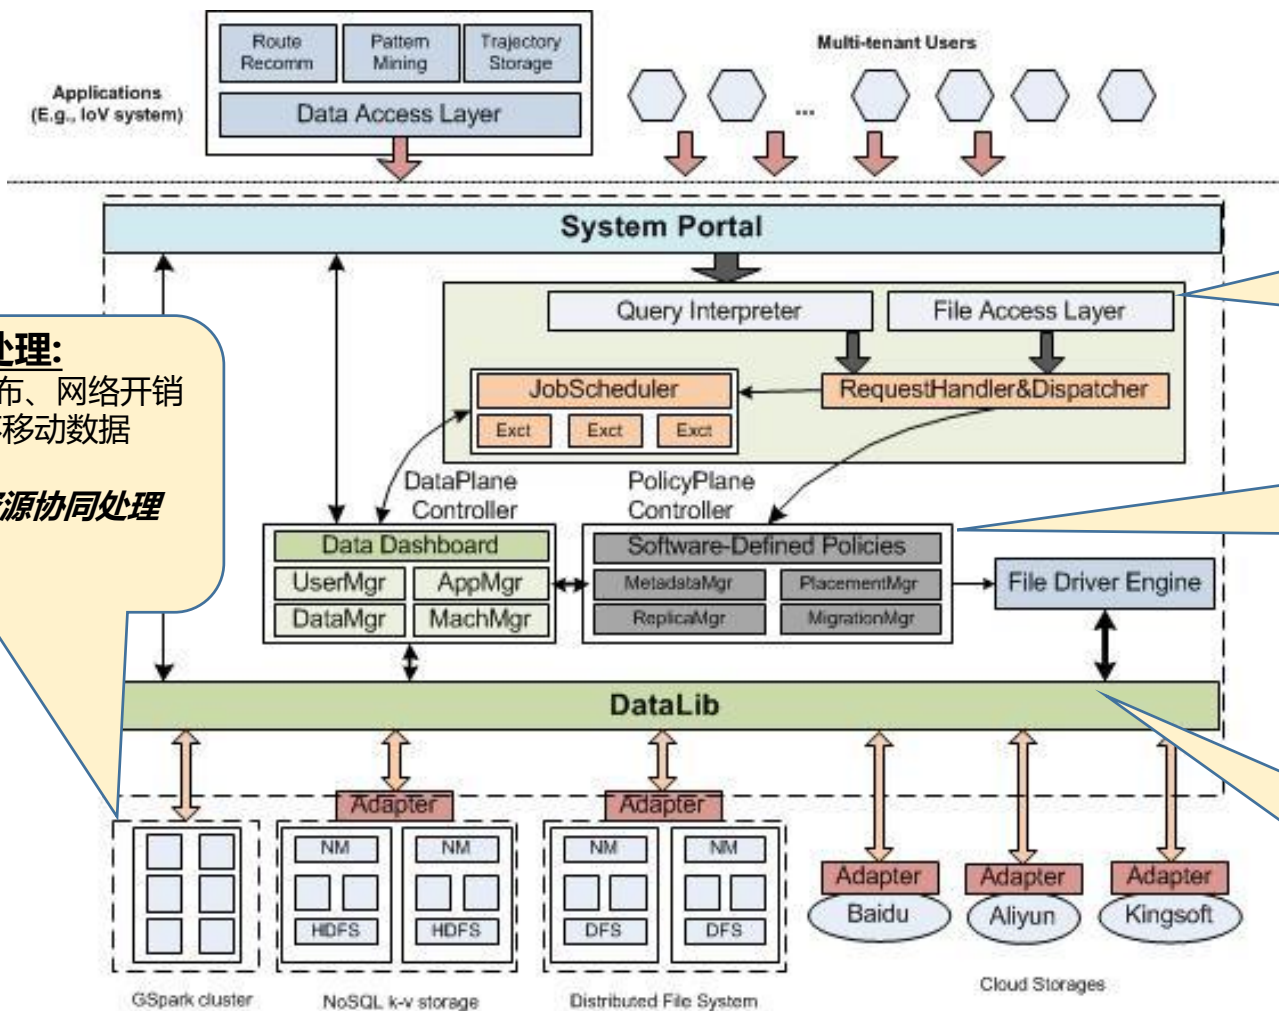 Route
Recomm
Pattern
Mining
Trajectory
Storage
Data Access Layer
Applications
(E.g., IoV system)
Multi-tenant Users
...
System Portal
Query Interpreter
File Access Layer
JobScheduler
RequestHandler&Dispatcher
Exct
Exct
Exct
处理:
布、网络开销
移动数据
源协同处理
DataPlane
Controller
PolicyPlane
Controller
Data Dashboard
UserMgr
AppMgr
DataMgr
MachMgr
Software-Defined Policies
MetadataMgr
PlacementMgr
ReplicaMgr
MigrationMgr
File Driver Engine
DataLib
Adapter
Adapter
NM
NM
HDFS
HDFS
NM
NM
DFS
DFS
Adapter
Adapter
Adapter
Baidu
Aliyun
Kingsoft
GSpark cluster
NoSQL k-v storage
Distributed File System
Cloud Storages